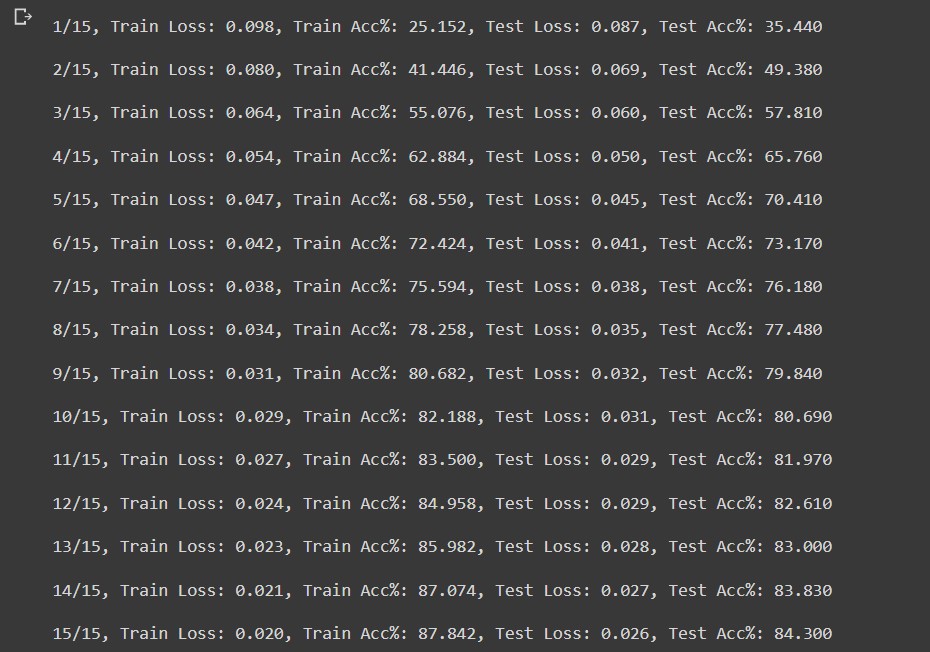 1/15, Train Loss: 0.098, Train Acc%: 25.152, Test Loss: 0.087, Test Acc%: 35.440
2/15, Train Loss: 0.080, Train Acc%: 41.446, Test Loss: 0.069, Test Acc%: 49.380
3/15, Train Loss: 0.064, Train Acc%: 55.076, Test Loss: 0.060, Test Acc%: 57.810
4/15, Train Loss: 0.054, Train Acc%: 62.884, Test Loss: 0.050, Test Acc%: 65.760
5/15, Train Loss: 0.047, Train Acc%: 68.550, Test Loss: 0.045, Test Acc%: 70.410
6/15, Train Loss: 0.042, Train Acc%: 72.424, Test Loss: 0.041, Test Acc%: 73.170
7/15, Train Loss: 0.038, Train Acc%: 75.594, Test Loss: 0.038, Test Acc%: 76.180
8/15, Train Loss: 0.034, Train Acc%: 78.258, Test Loss: 0.035, Test Acc%: 77.480
9/15, Train Loss: 0.031, Train Acc%: 80.682, Test Loss: 0.032, Test Acc%: 79.840
10/15, Train Loss: 0.029, Train Acc%: 82.188, Test Loss: 0.031, Test Acc%: 80.690
11/15, Train Loss: 0.027, Train Acc%: 83.500, Test Loss: 0.029, Test Acc%: 81.970
12/15, Train Loss: 0.024, Train Acc%: 84.958, Test Loss: 0.029, Test Acc%: 82.610
13/15, Train Loss: 0.023, Train Acc%: 85.982, Test Loss: 0.028, Test Acc%: 83.000
14/15, Train Loss: 0.021, Train Acc%: 87.074, Test Loss: 0.027, Test Acc%: 83.830
15/15, Train Loss: 0.020, Train Acc%: 87.842, Test Loss: 0.026, Test Acc%: 84.300